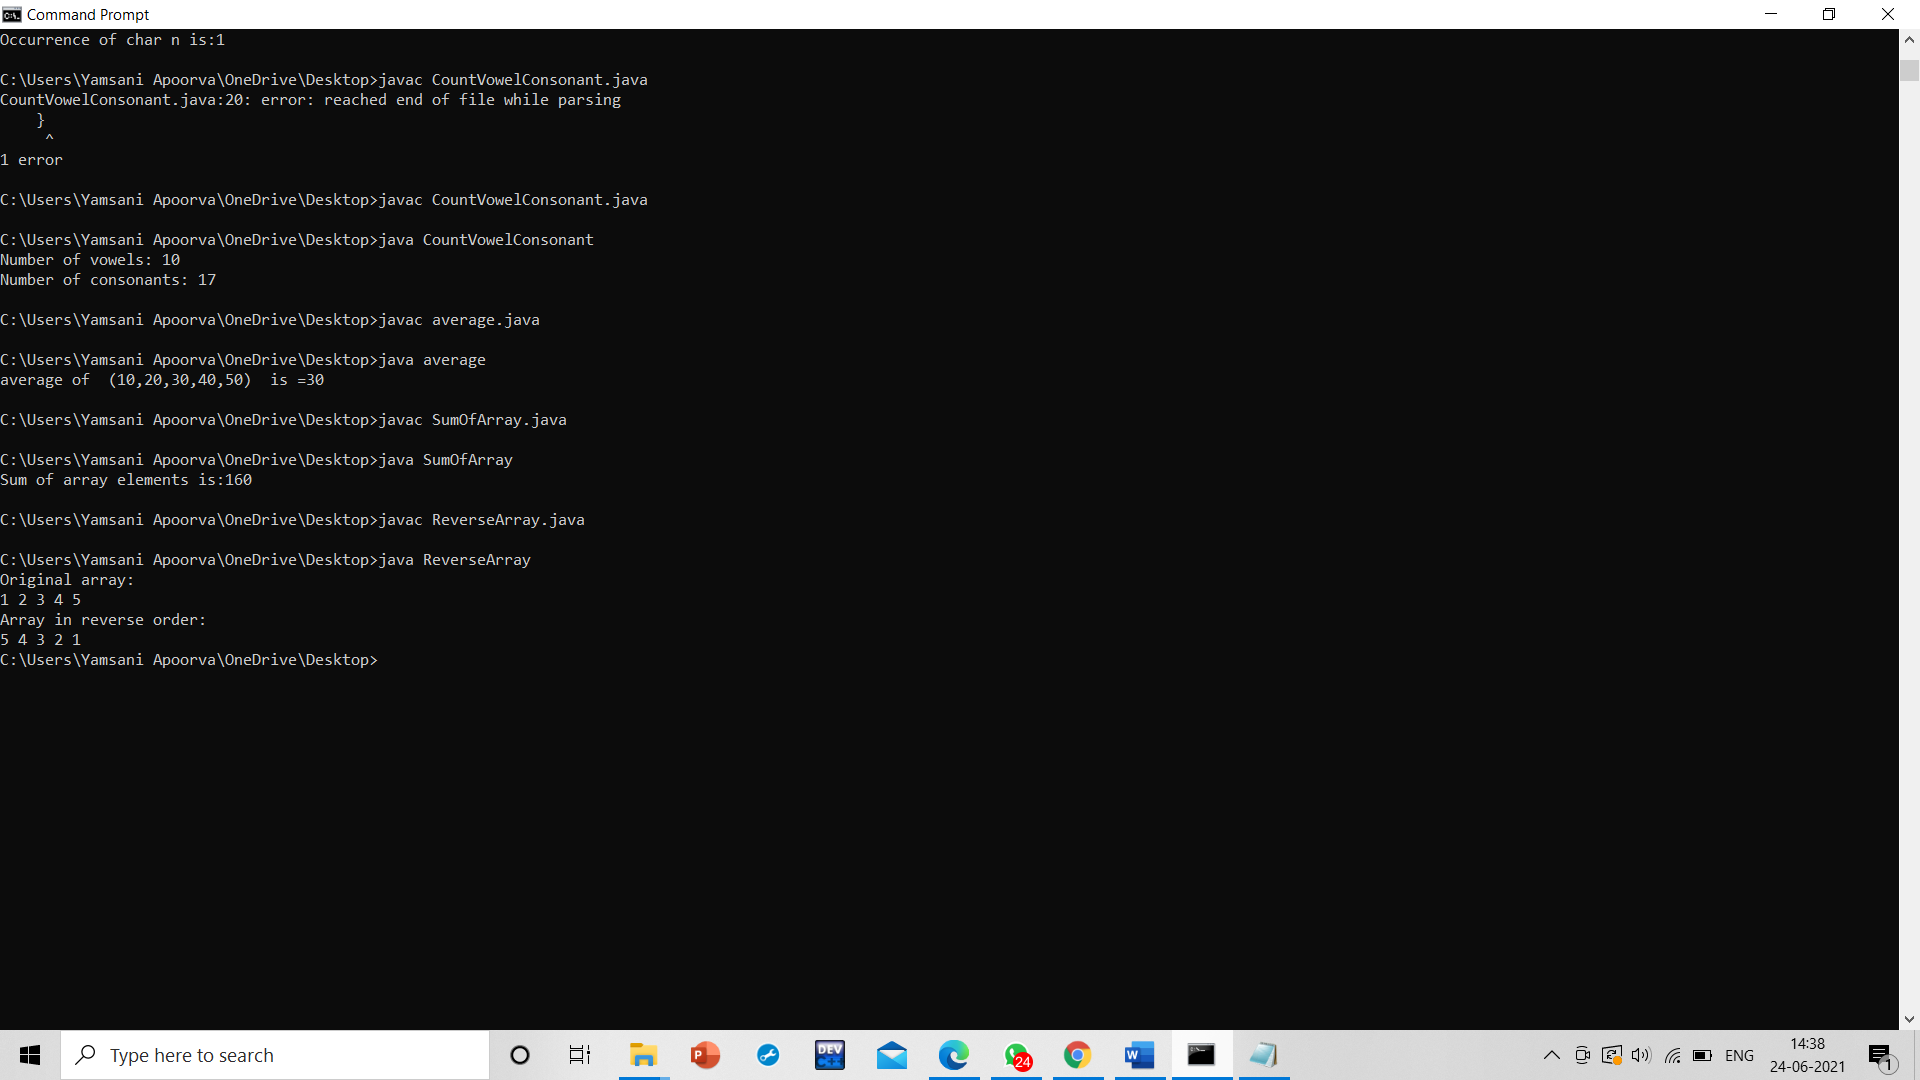 Command Prompt
Occurrence of char n is:1
C:\Users\Yamsani Apoorva\OneDrive\Desktop>javac CountVowelConsonant.java
CountVowelConsonant.java:20: error: reached end of file while parsing
    }
     ^
1 error
C:\Users\Yamsani Apoorva\OneDrive\Desktop>javac CountVowelConsonant.java
C:\Users\Yamsani Apoorva\OneDrive\Desktop>java CountVowelConsonant
Number of vowels: 10
Number of consonants: 17
C:\Users\Yamsani Apoorva\OneDrive\Desktop>javac average.java
C:\Users\Yamsani Apoorva\OneDrive\Desktop>java average
average of  (10,20,30,40,50)  is =30
C:\Users\Yamsani Apoorva\OneDrive\Desktop>javac SumOfArray.java
C:\Users\Yamsani Apoorva\OneDrive\Desktop>java SumOfArray
Sum of array elements is:160
C:\Users\Yamsani Apoorva\OneDrive\Desktop>javac ReverseArray.java
C:\Users\Yamsani Apoorva\OneDrive\Desktop>java ReverseArray
Original array:
1 2 3 4 5
Array in reverse order:
5 4 3 2 1
C:\Users\Yamsani Apoorva\OneDrive\Desktop>
Type here to search
DEV C++
24
ENG
14:38
24-06-2021
1